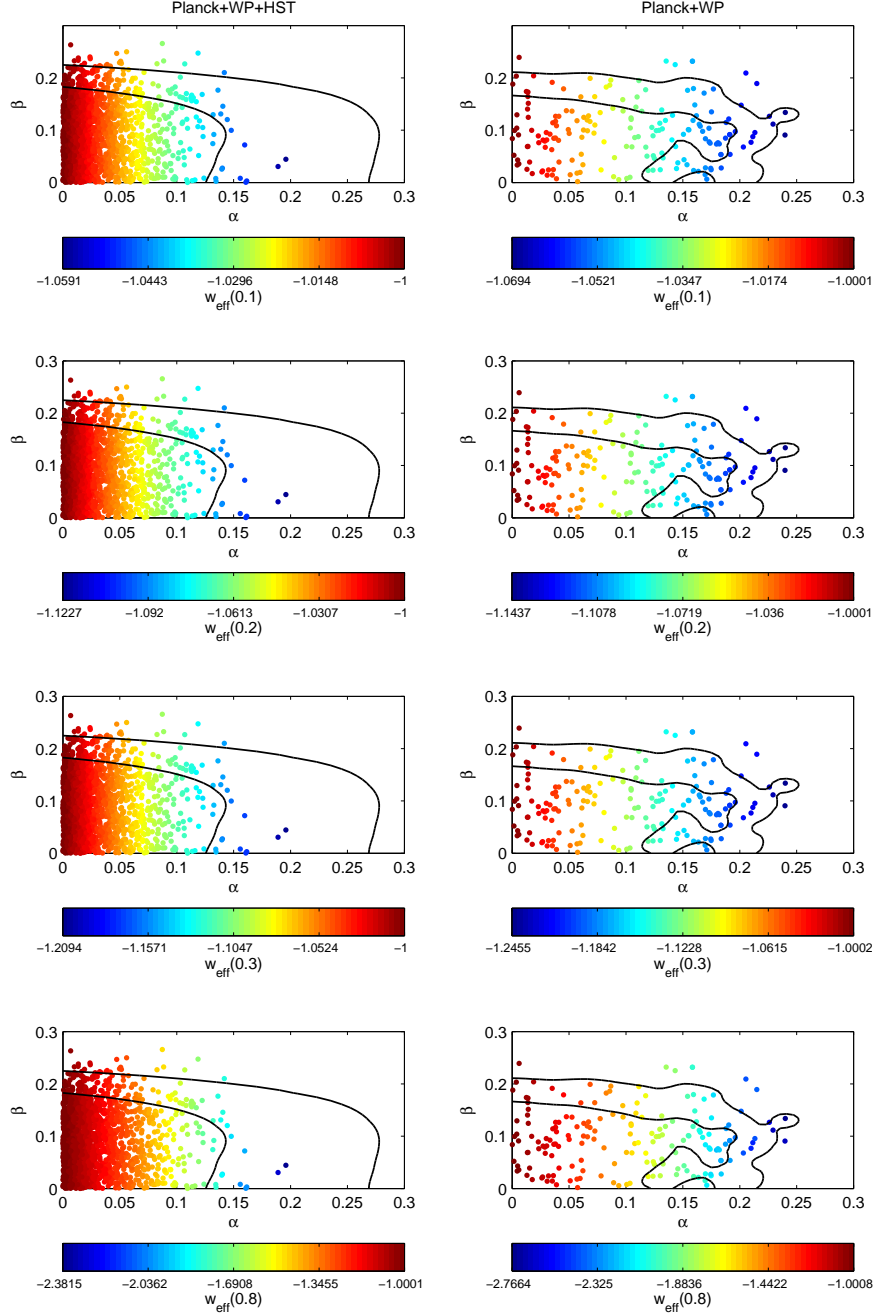 Planck+WP+HST Planck+WP
β 0.2 0.1 0 β 0.2 0.1 0
0 0.05 0.1 0.15 0.2 0.25 0.3 0 0.05 0.1 0.15 0.2 0.25 0.3
α α
-1.0591 -1.0443 -1.0296 -1.0148 -1 -1.0694 -1.0521 -1.0347 -1.0174 -1.0001
w_eff(0.1) w_eff(0.1)
β 0.3 0.2 0.1 0 β 0.3 0.2 0.1 0
0 0.05 0.1 0.15 0.2 0.25 0.3 0 0.05 0.1 0.15 0.2 0.25 0.3
α α
-1.1227 -1.092 -1.0613 -1.0307 -1 -1.1437 -1.1078 -1.0719 -1.036 -1.0001
w_eff(0.2) w_eff(0.2)
β 0.3 0.2 0.1 0 β 0.3 0.2 0.1 0
0 0.05 0.1 0.15 0.2 0.25 0.3 0 0.05 0.1 0.15 0.2 0.25 0.3
α α
-1.2094 -1.1571 -1.1047 -1.0524 -1 -1.2455 -1.1842 -1.1228 -1.0615 -1.0002
w_eff(0.3) w_eff(0.3)
β 0.3 0.2 0.1 0 β 0.3 0.2 0.1 0
0 0.05 0.1 0.15 0.2 0.25 0.3 0 0.05 0.1 0.15 0.2 0.25 0.3
α α
-2.3815 -2.0362 -1.6908 -1.3455 -1.0001 -2.7664 -2.325 -1.8836 -1.4422 -1.0008
w_eff(0.8) w_eff(0.8)